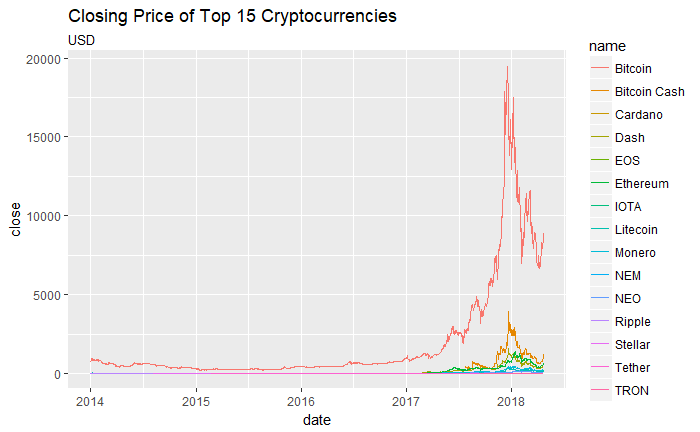 Closing Price of Top 15 Cryptocurrencies
USD
20000
15000
10000
5000
0
close
2014 2015 2016 2017 2018
date
name
Bitcoin
Bitcoin Cash
Cardano
Dash
EOS
Ethereum
IOTA
Litecoin
Monero
NEM
NEO
Ripple
Stellar
Tether
TRON